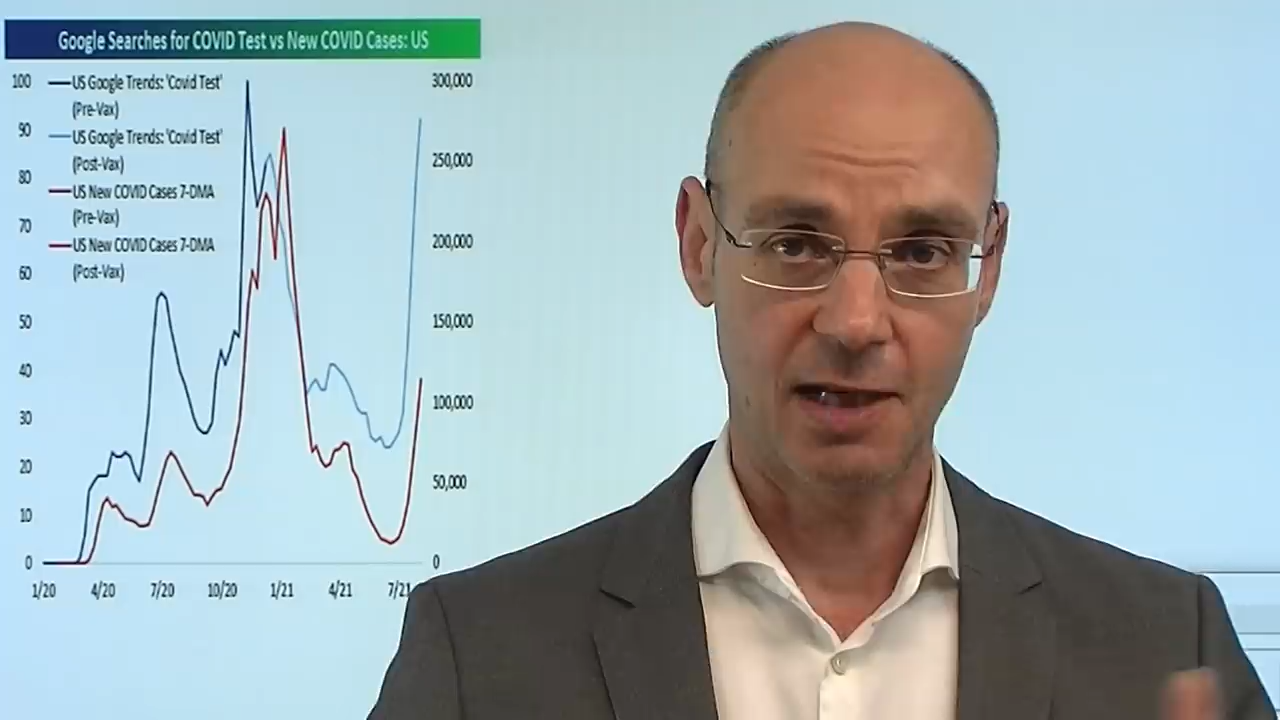 Google Searches for COVID Test vs New COVID Cases: US
100
90
80
70
60
50
40
30
20
10
0
US Google Trends: 'Covid Test'
(Pre-Vax)
US Google Trends: 'Covid Test'
(Post-Vax)
US New COVID Cases 7-DMA
(Pre-Vax)
US New COVID Cases 7-DMA
(Post-Vax)
300,000
250,000
200,000
150,000
100,000
50,000
0
1/20 4/20 7/20 10/20 1/21 4/21 7/21